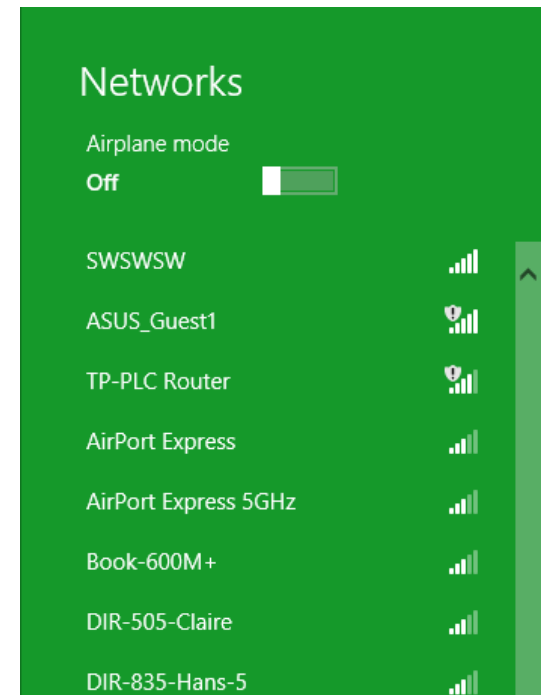 Networks
Airplane mode
Off
SWSWSW
ASUS_Guest1
TP-PLC Router
AirPort Express
AirPort Express 5GHz
Book-600M+
DIR-505-Claire
DIR-835-Hans-5